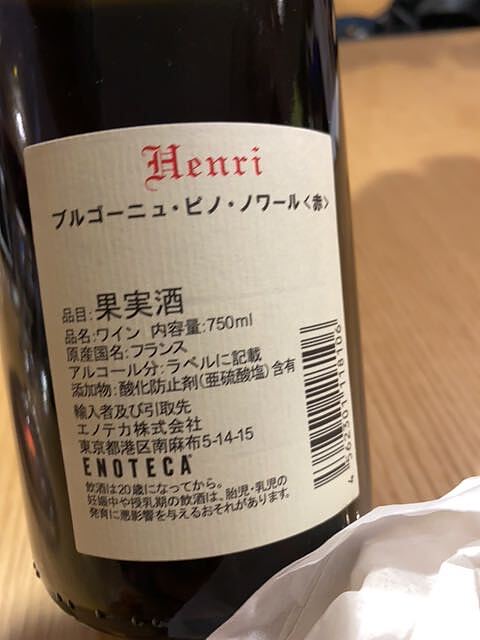 Henri
ブルゴーニュ・ピノ・ノワール<赤>
品目:果実酒
品名:ワイン 内容量:750ml
原産国名:フランス
アルコール分:ラベルに記載
添加物:酸化防止剤(亜硫酸塩)含有
輸入者及び引取先
エノテカ株式会社
東京都港区南麻布5-14-15
ENOTECA
飲酒は20歳になってから。
妊娠中や授乳期の飲酒は、胎児・乳児の
発育に悪影響を与えるおそれがあります。
4562301178106